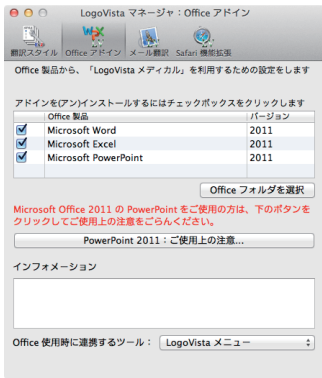 LogoVista マネージャ：Office アドイン
翻訳スタイル Office アドイン メール翻訳 Safari 機能拡張
Office 製品から、「LogoVista メディカル」を利用するための設定をします
アドインを(アン)インストールするにはチェックボックスをクリックします
Office 製品 バージョン
Microsoft Word 2011
Microsoft Excel 2011
Microsoft PowerPoint 2011
Office フォルダを選択
Microsoft Office 2011 の PowerPoint をご使用の方は、下のボタンを
クリックしてご使用上の注意をごらんください。
PowerPoint 2011：ご使用上の注意...
インフォメーション
Office 使用時に連携するツール： LogoVista メニュー